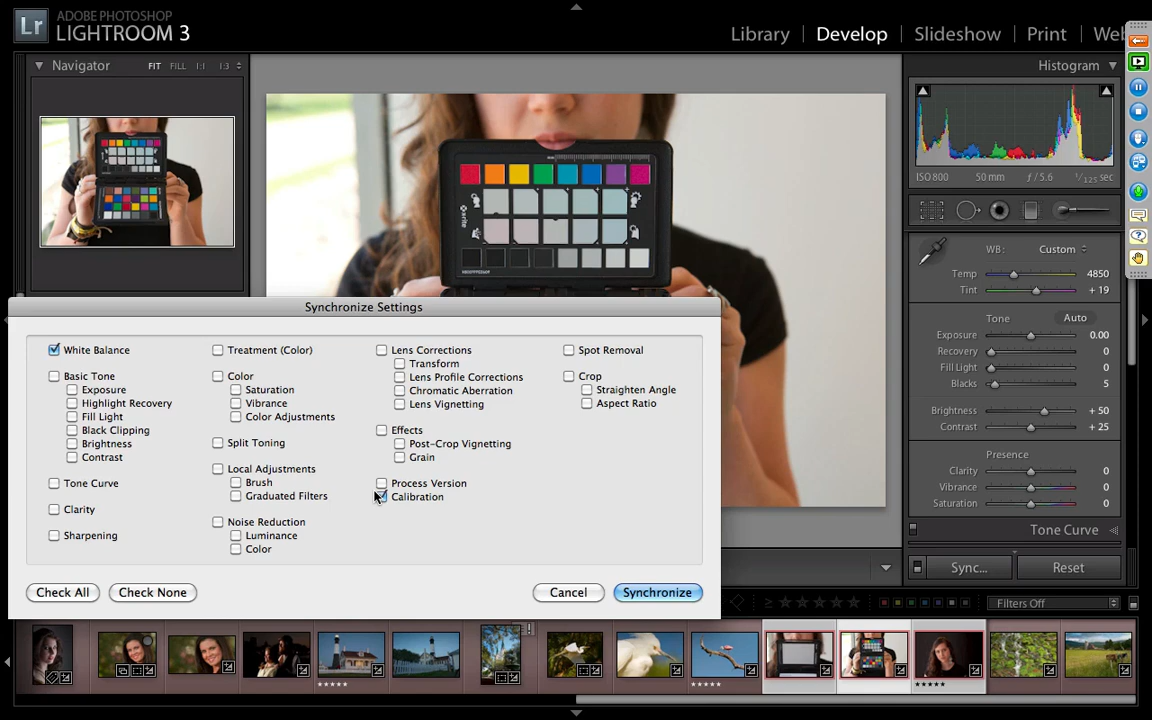 Lr ADOBE PHOTOSHOP
LIGHTROOM 3
Library | Develop | Slideshow | Print | Web
Navigator FIT FILL 1:1 1:3
Histogram
ISO 800 50 mm ƒ / 5.6 1/125 sec
WB: Custom
Temp 4850
Tint + 19
Tone Auto
Exposure 0.00
Recovery 0
Fill Light 0
Blacks 5
Brightness + 50
Contrast + 25
Presence
Clarity 0
Vibrance 0
Saturation 0
Tone Curve
Sync... Reset
Filters Off
Synchronize Settings
White Balance
Basic Tone
Exposure
Highlight Recovery
Fill Light
Black Clipping
Brightness
Contrast
Tone Curve
Clarity
Sharpening
Treatment (Color)
Color
Saturation
Vibrance
Color Adjustments
Split Toning
Local Adjustments
Brush
Graduated Filters
Noise Reduction
Luminance
Color
Lens Corrections
Transform
Lens Profile Corrections
Chromatic Aberration
Lens Vignetting
Effects
Post-Crop Vignetting
Grain
Process Version
Calibration
Spot Removal
Crop
Straighten Angle
Aspect Ratio
Check All Check None Cancel Synchronize